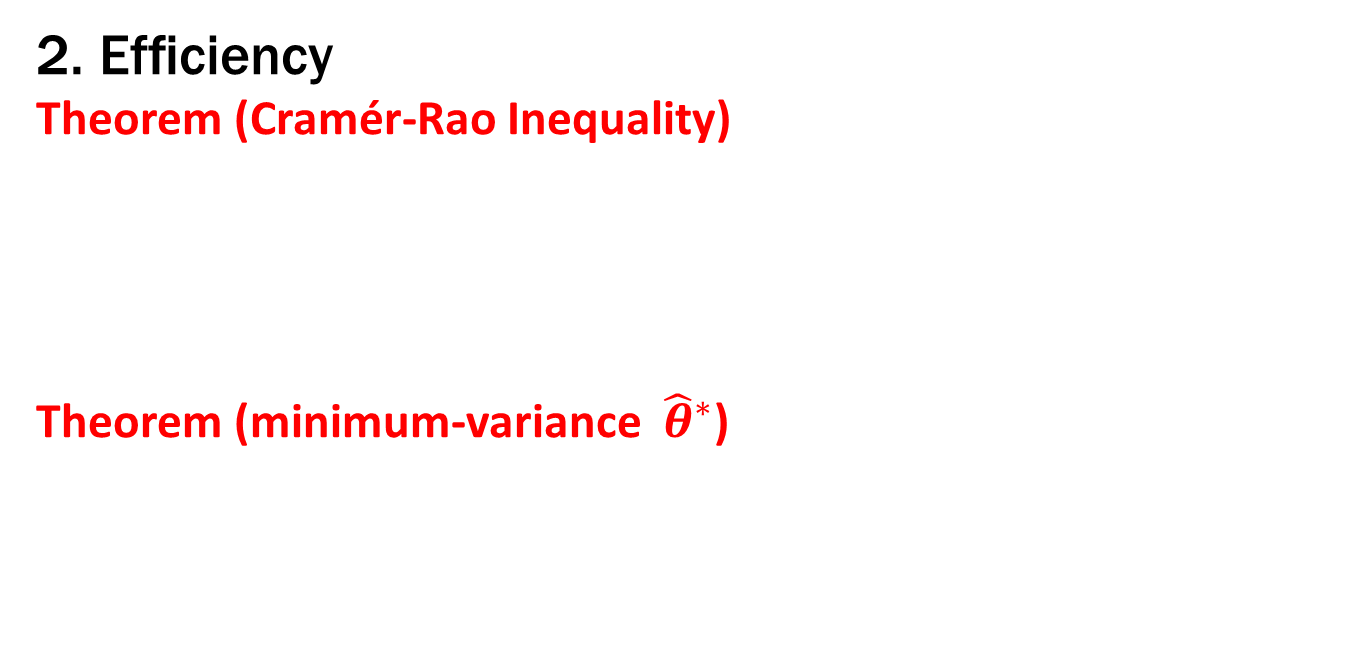 2. Efficiency
Theorem (Cramér-Rao Inequality)
Theorem (minimum-variance θ̂*)